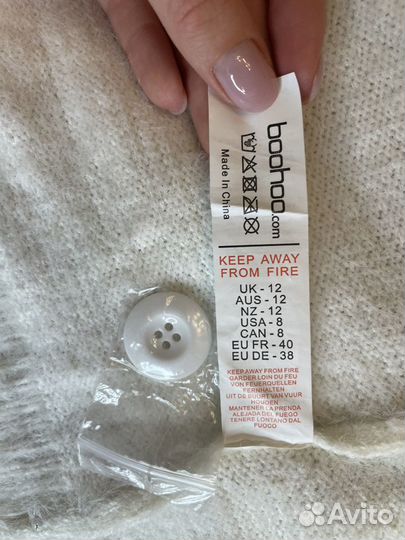 boohoo.com
Made In China
KEEP AWAY
FROM FIRE
UK - 12
AUS - 12
NZ - 12
USA - 8
CAN - 8
EU FR - 40
EU DE - 38
KEEP AWAY FROM FIRE
GARDER LOIN DU FEU
VON FEUERQUELLEN
FERNHALTEN
UIT DE BUURT VAN VUUR
HOUDEN
MANTENER LA PRENDA
ALEJADA DEL FUEGO
TENERE LONTANO DAL
FUOCO
Avito